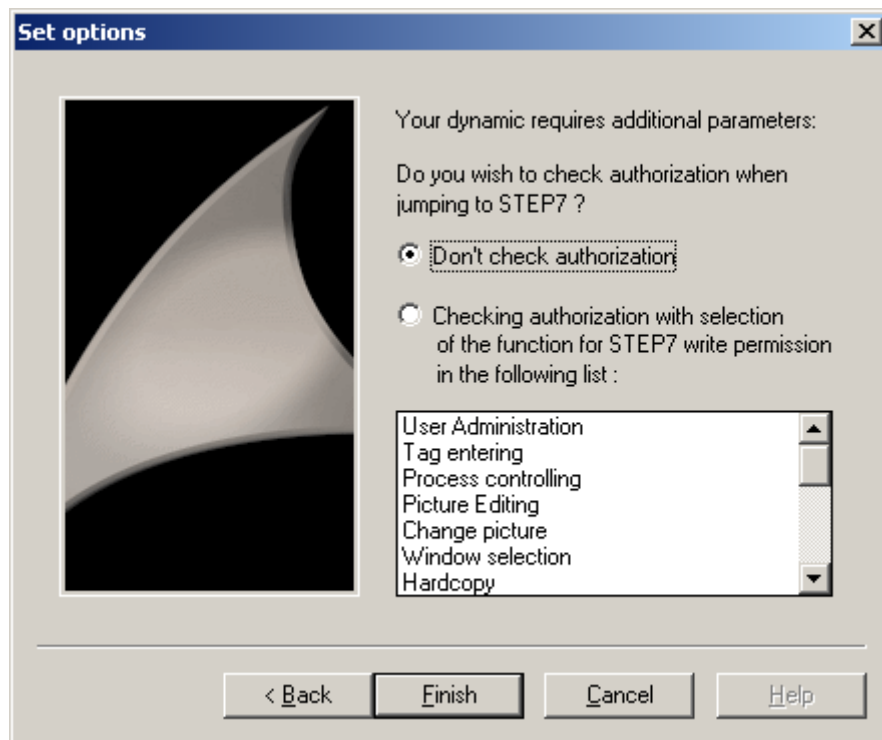 Set options
Your dynamic requires additional parameters:
Do you wish to check authorization when
jumping to STEP7 ?
Don't check authorization
Checking authorization with selection
of the function for STEP7 write permission
in the following list :
User Administration
Tag entering
Process controlling
Picture Editing
Change picture
Window selection
Hardcopy
< Back
Finish
Cancel
Help